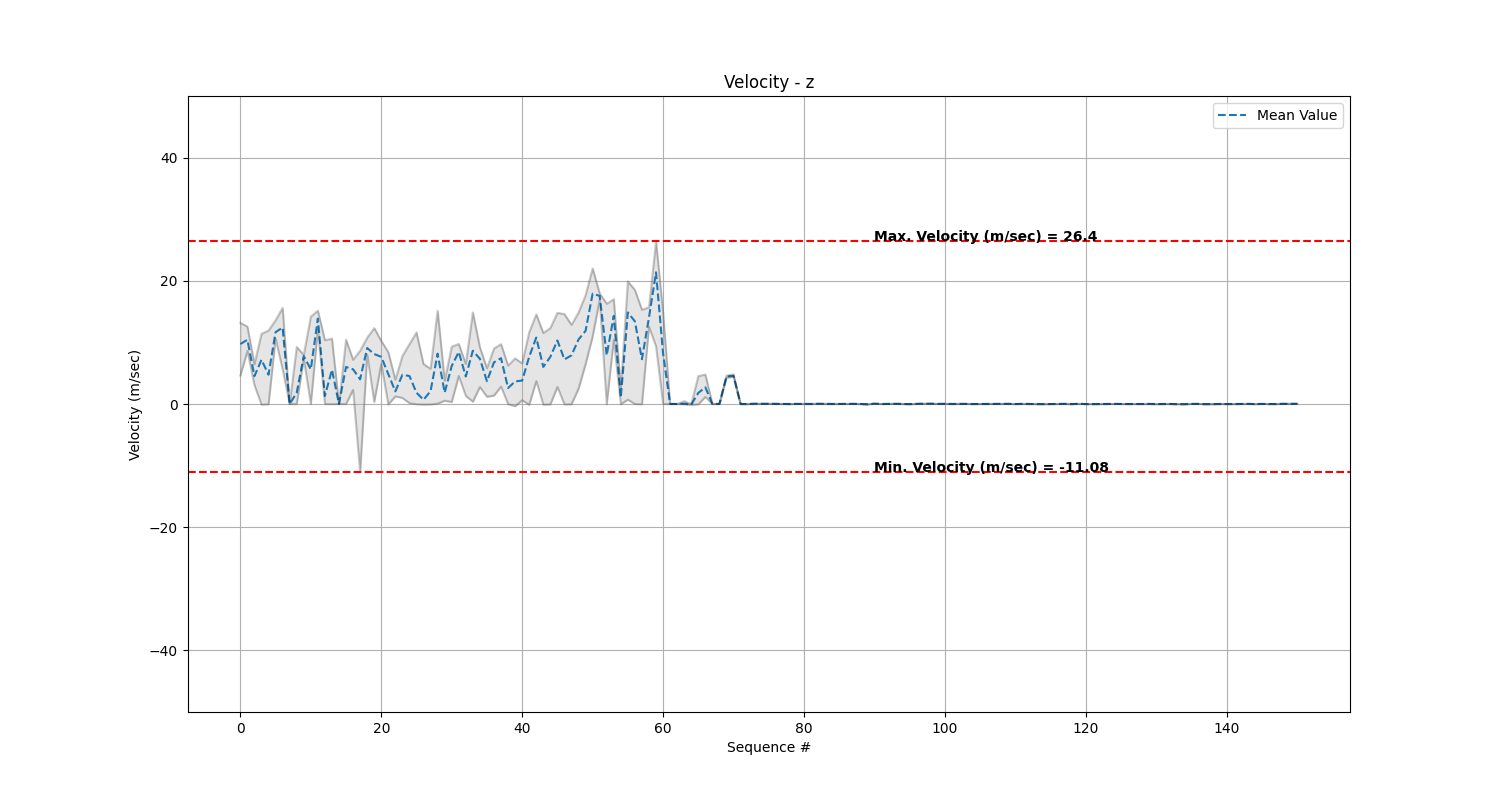 Velocity - z
Mean Value
40
20
0
−20
−40
Velocity (m/sec)
Max. Velocity (m/sec) = 26.4
Min. Velocity (m/sec) = -11.08
0 20 40 60 80 100 120 140
Sequence #